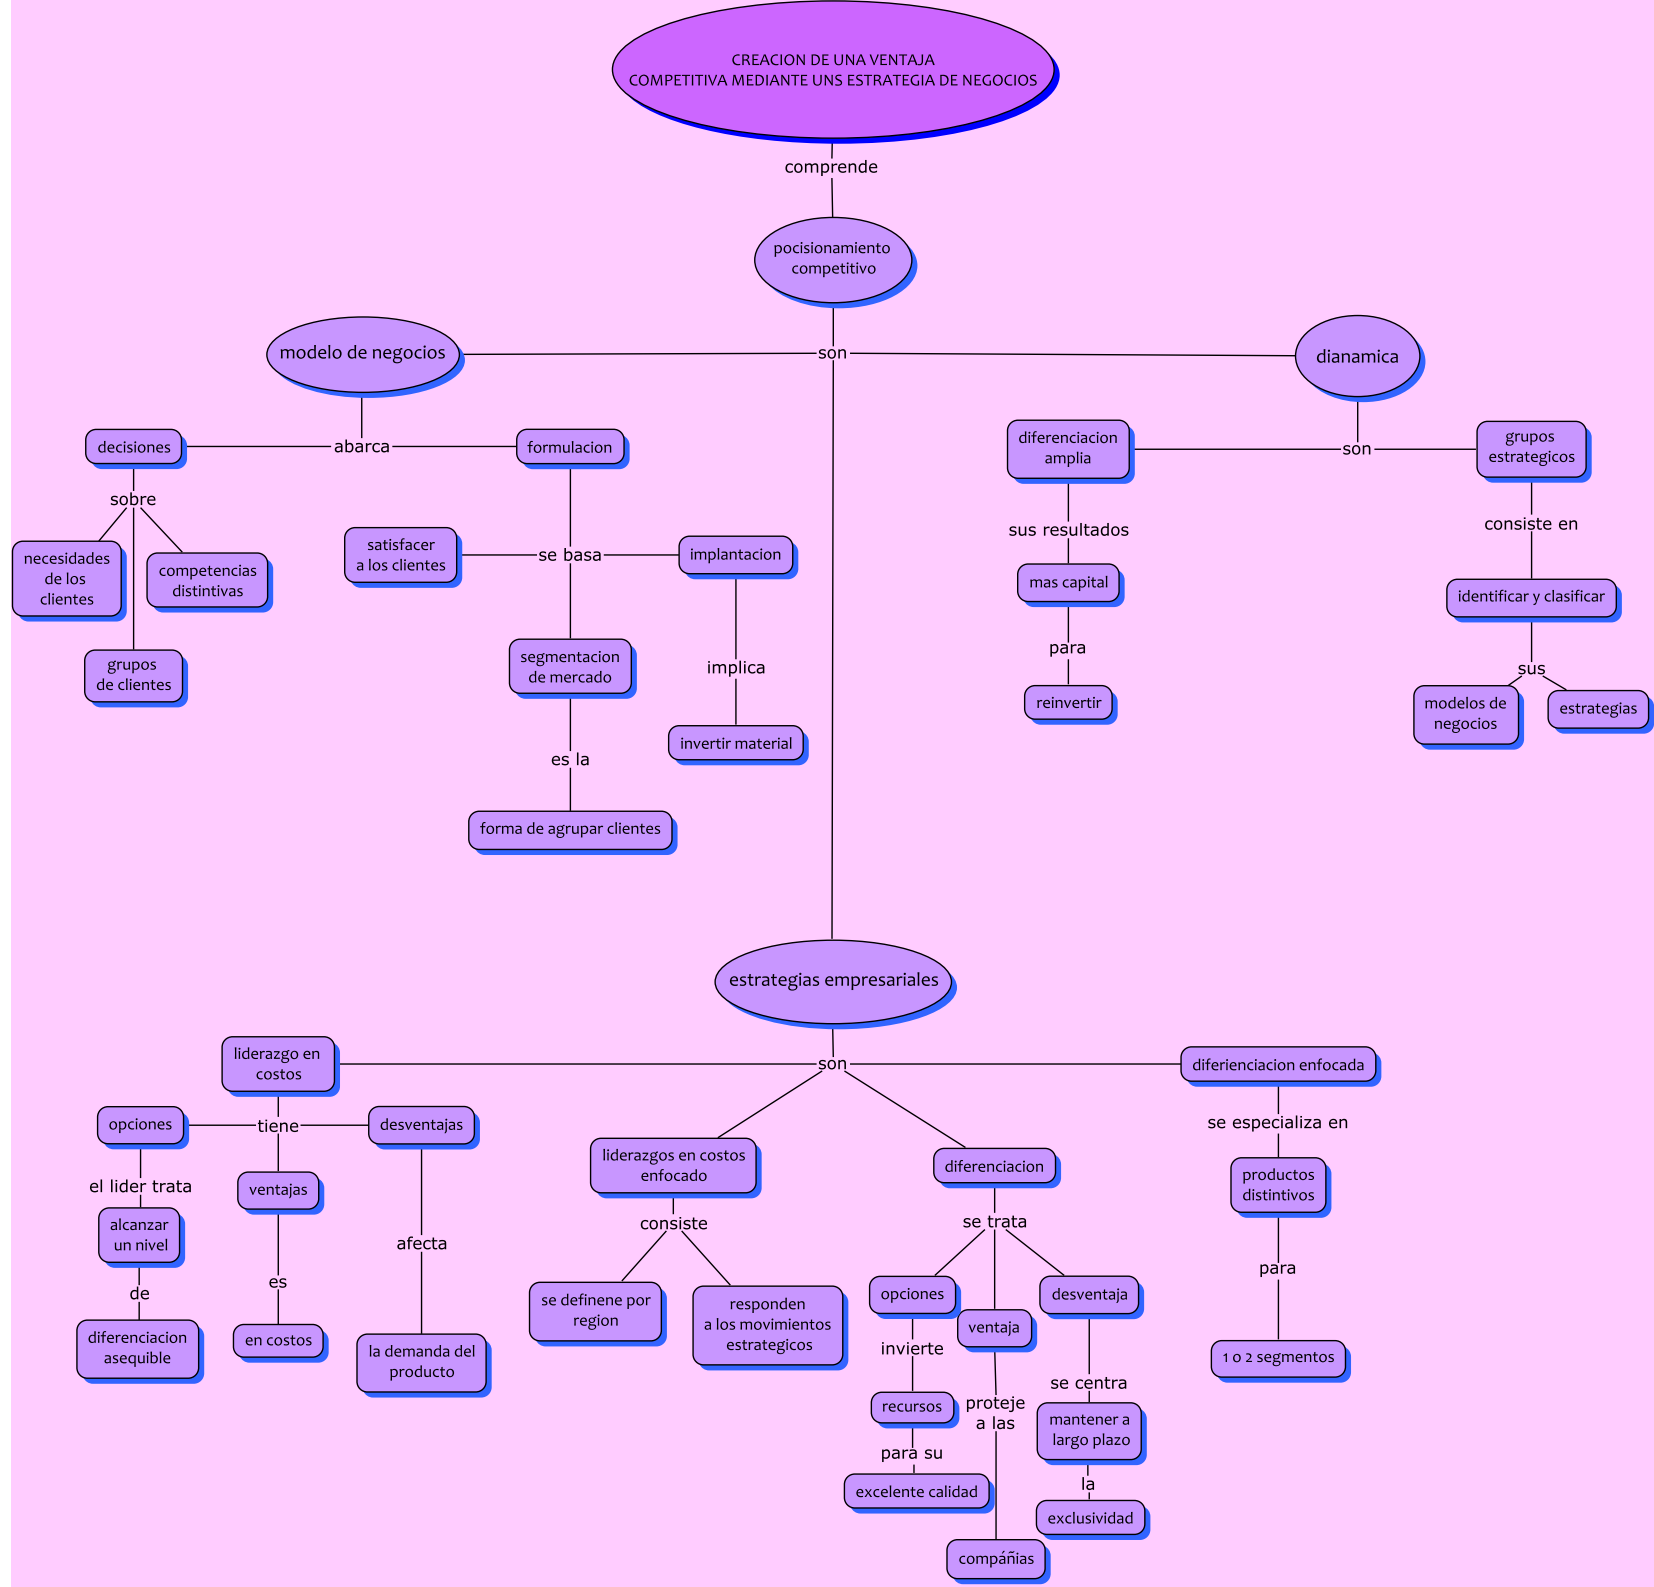 CREACION DE UNA VENTAJA
COMPETITIVA MEDIANTE UNS ESTRATEGIA DE NEGOCIOS
comprende
pocisionamiento
competitivo
son
modelo de negocios
dianamica
abarca
decisiones
formulacion
sobre
necesidades
de los
clientes
competencias
distintivas
grupos
de clientes
se basa
satisfacer
a los clientes
implantacion
segmentacion
de mercado
implica
invertir material
es la
forma de agrupar clientes
son
diferenciacion
amplia
grupos
estrategicos
sus resultados
mas capital
para
reinvertir
consiste en
identificar y clasificar
sus
modelos de
negocios
estrategias
estrategias empresariales
son
liderazgo en
costos
tiene
opciones
desventajas
ventajas
el lider trata
alcanzar
un nivel
de
diferenciacion
asequible
es
en costos
afecta
la demanda del
producto
liderazgos en costos
enfocado
consiste
se definene por
region
responden
a los movimientos
estrategicos
diferenciacion
se trata
opciones
ventaja
desventaja
invierte
recursos
para su
excelente calidad
proteje
a las
compáñias
se centra
mantener a
largo plazo
la
exclusividad
diferienciacion enfocada
se especializa en
productos
distintivos
para
1 o 2 segmentos